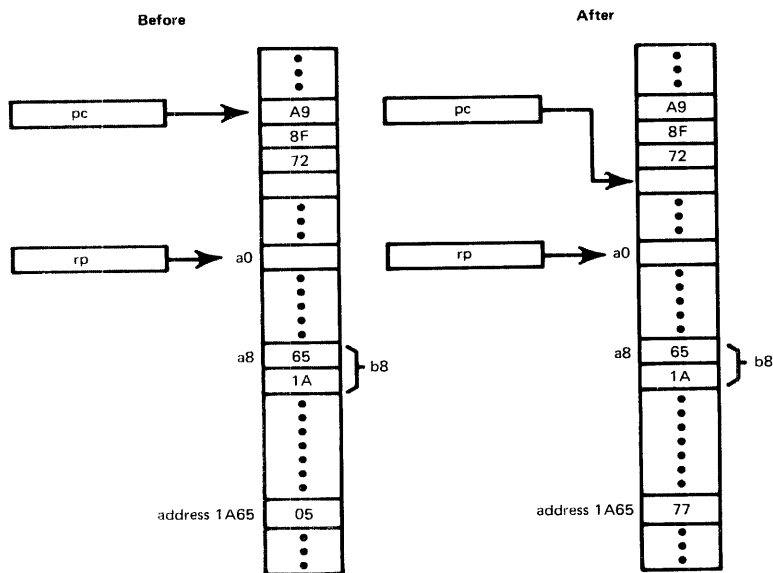 Before
After
pc
A9
8F
72
rp
a0
a8
65
1A
b8
address 1A65
05
pc
A9
8F
72
rp
a0
a8
65
1A
b8
address 1A65
77